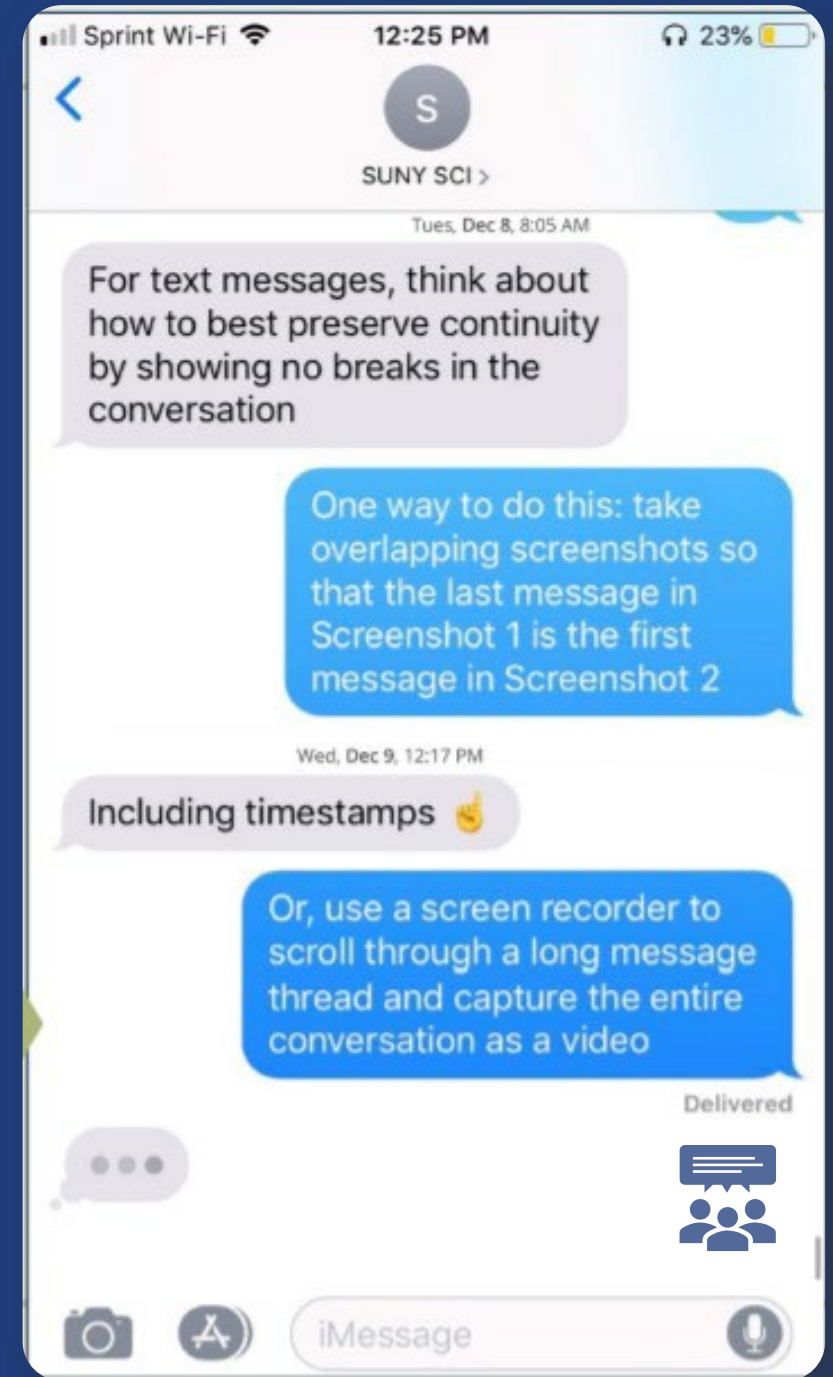 Sprint Wi-Fi 12:25 PM 23%
S
SUNY SCI >
Tues, Dec 8, 8:05 AM
For text messages, think about
how to best preserve continuity
by showing no breaks in the
conversation
One way to do this: take
overlapping screenshots so
that the last message in
Screenshot 1 is the first
message in Screenshot 2
Wed, Dec 9, 12:17 PM
Including timestamps ☝️
Or, use a screen recorder to
scroll through a long message
thread and capture the entire
conversation as a video
Delivered
iMessage